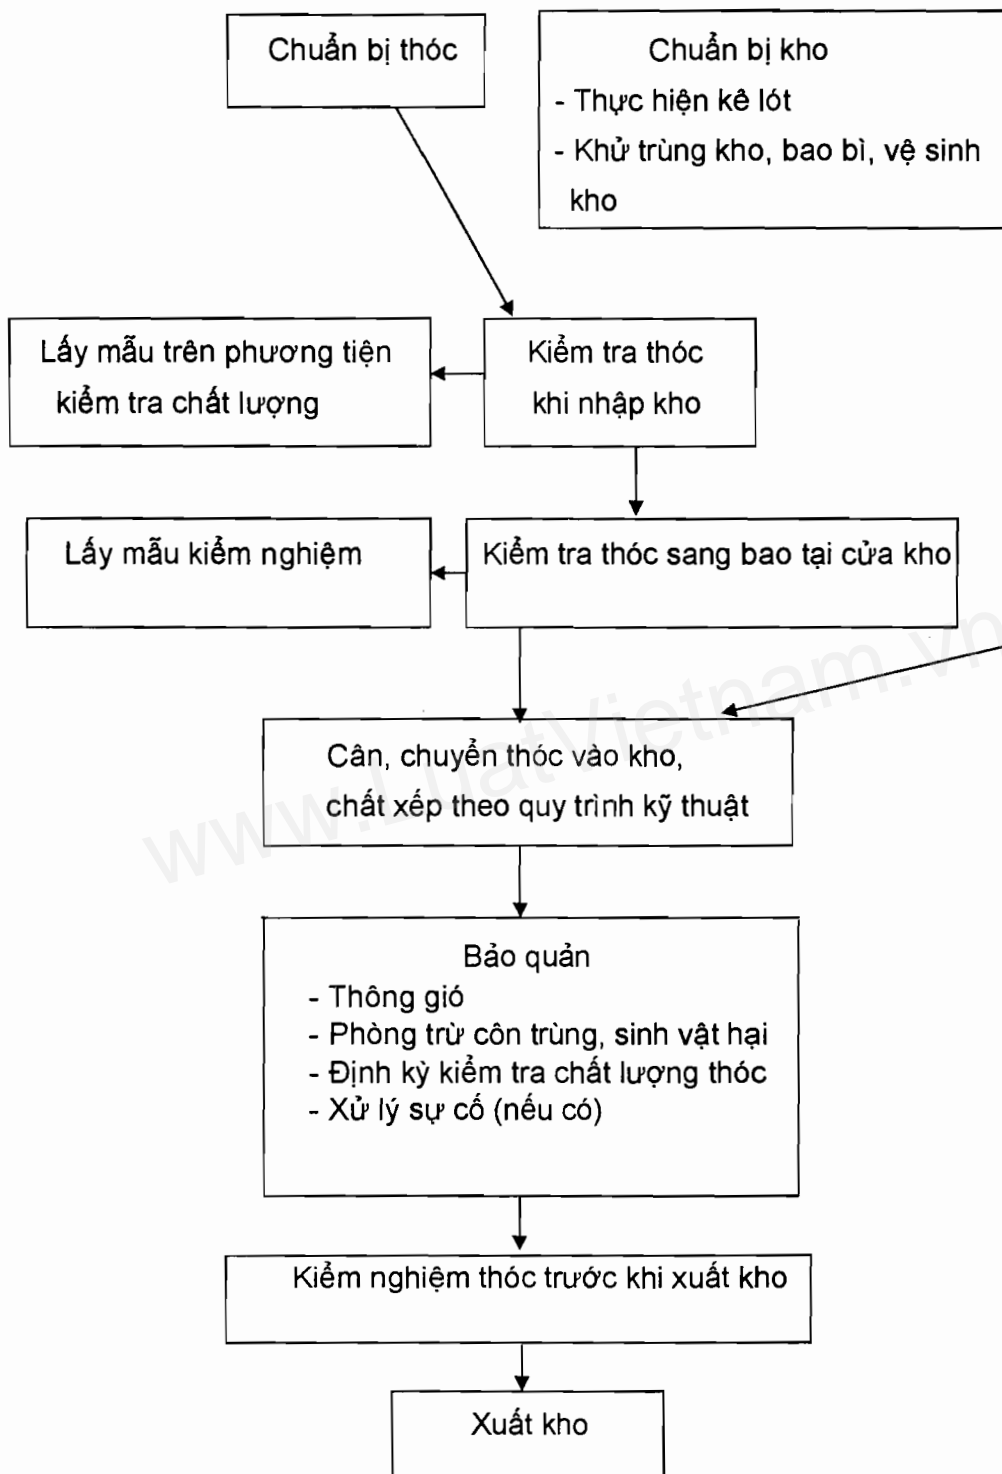 Chuẩn bị thóc
Chuẩn bị kho
- Thực hiện kê lót
- Khử trùng kho, bao bì, vệ sinh
kho
Lấy mẫu trên phương tiện
kiểm tra chất lượng
Kiểm tra thóc
khi nhập kho
Lấy mẫu kiểm nghiệm
Kiểm tra thóc sang bao tại cửa kho
www.LuatVietnam.vn
Cân, chuyển thóc vào kho,
chất xếp theo quy trình kỹ thuật
Bảo quản
- Thông gió
- Phòng trừ côn trùng, sinh vật hại
- Định kỳ kiểm tra chất lượng thóc
- Xử lý sự cố (nếu có)
Kiểm nghiệm thóc trước khi xuất kho
Xuất kho